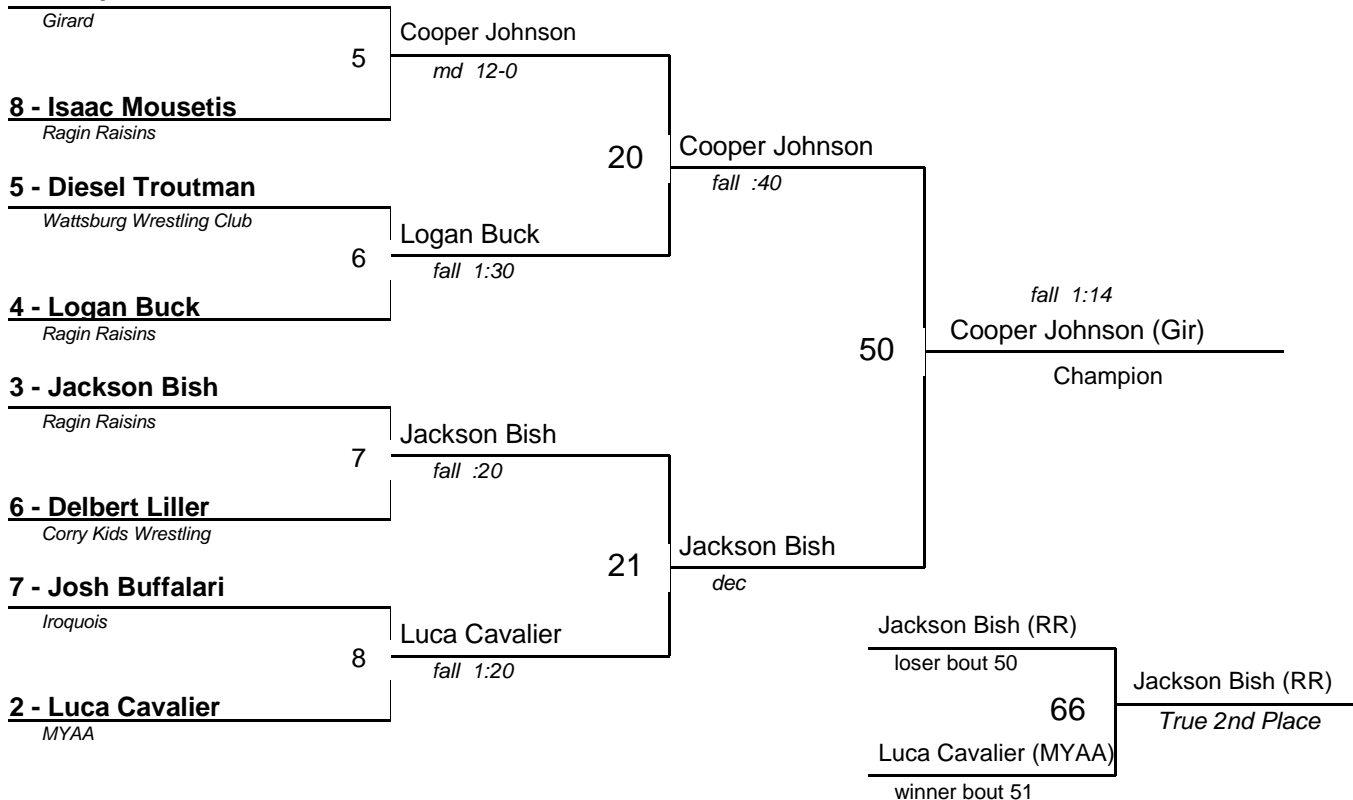 Girard
5
Cooper Johnson
md 12-0
8 - Isaac Mousetis
Ragin Raisins
20
Cooper Johnson
fall :40
5 - Diesel Troutman
Wattsburg Wrestling Club
6
Logan Buck
fall 1:30
4 - Logan Buck
Ragin Raisins
50
fall 1:14
Cooper Johnson (Gir)
Champion
3 - Jackson Bish
Ragin Raisins
7
Jackson Bish
fall :20
6 - Delbert Liller
Corry Kids Wrestling
21
Jackson Bish
dec
7 - Josh Buffalari
Iroquois
8
Luca Cavalier
fall 1:20
2 - Luca Cavalier
MYAA
Jackson Bish (RR)
loser bout 50
66
Jackson Bish (RR)
True 2nd Place
Luca Cavalier (MYAA)
winner bout 51